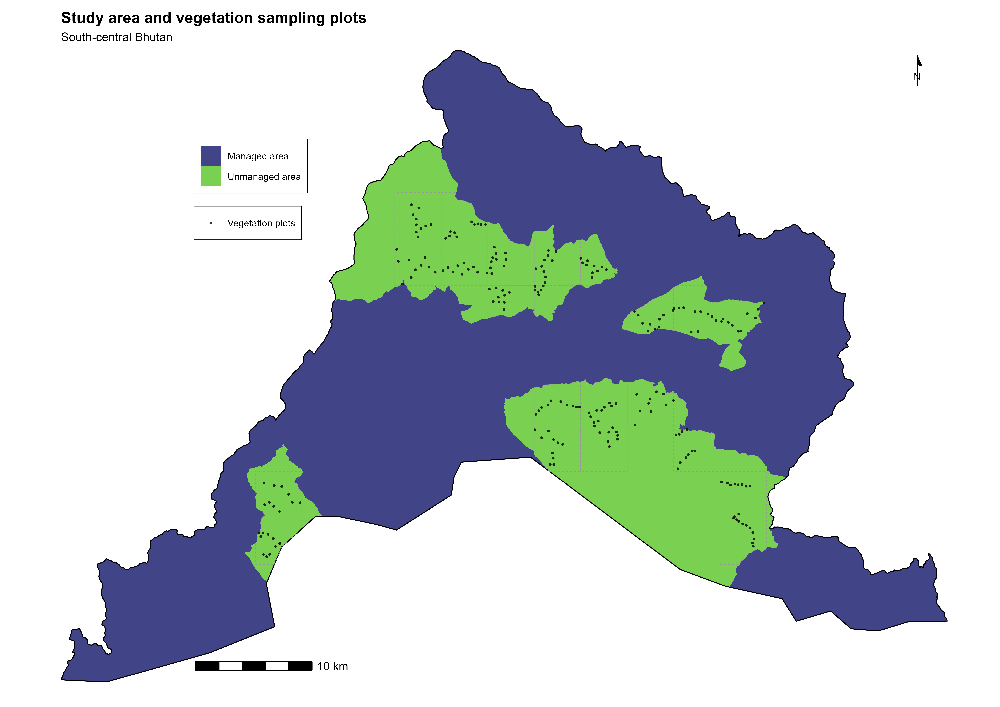 Study area and vegetation sampling plots
South-central Bhutan
N
Managed area
Unmanaged area
Vegetation plots
10 km